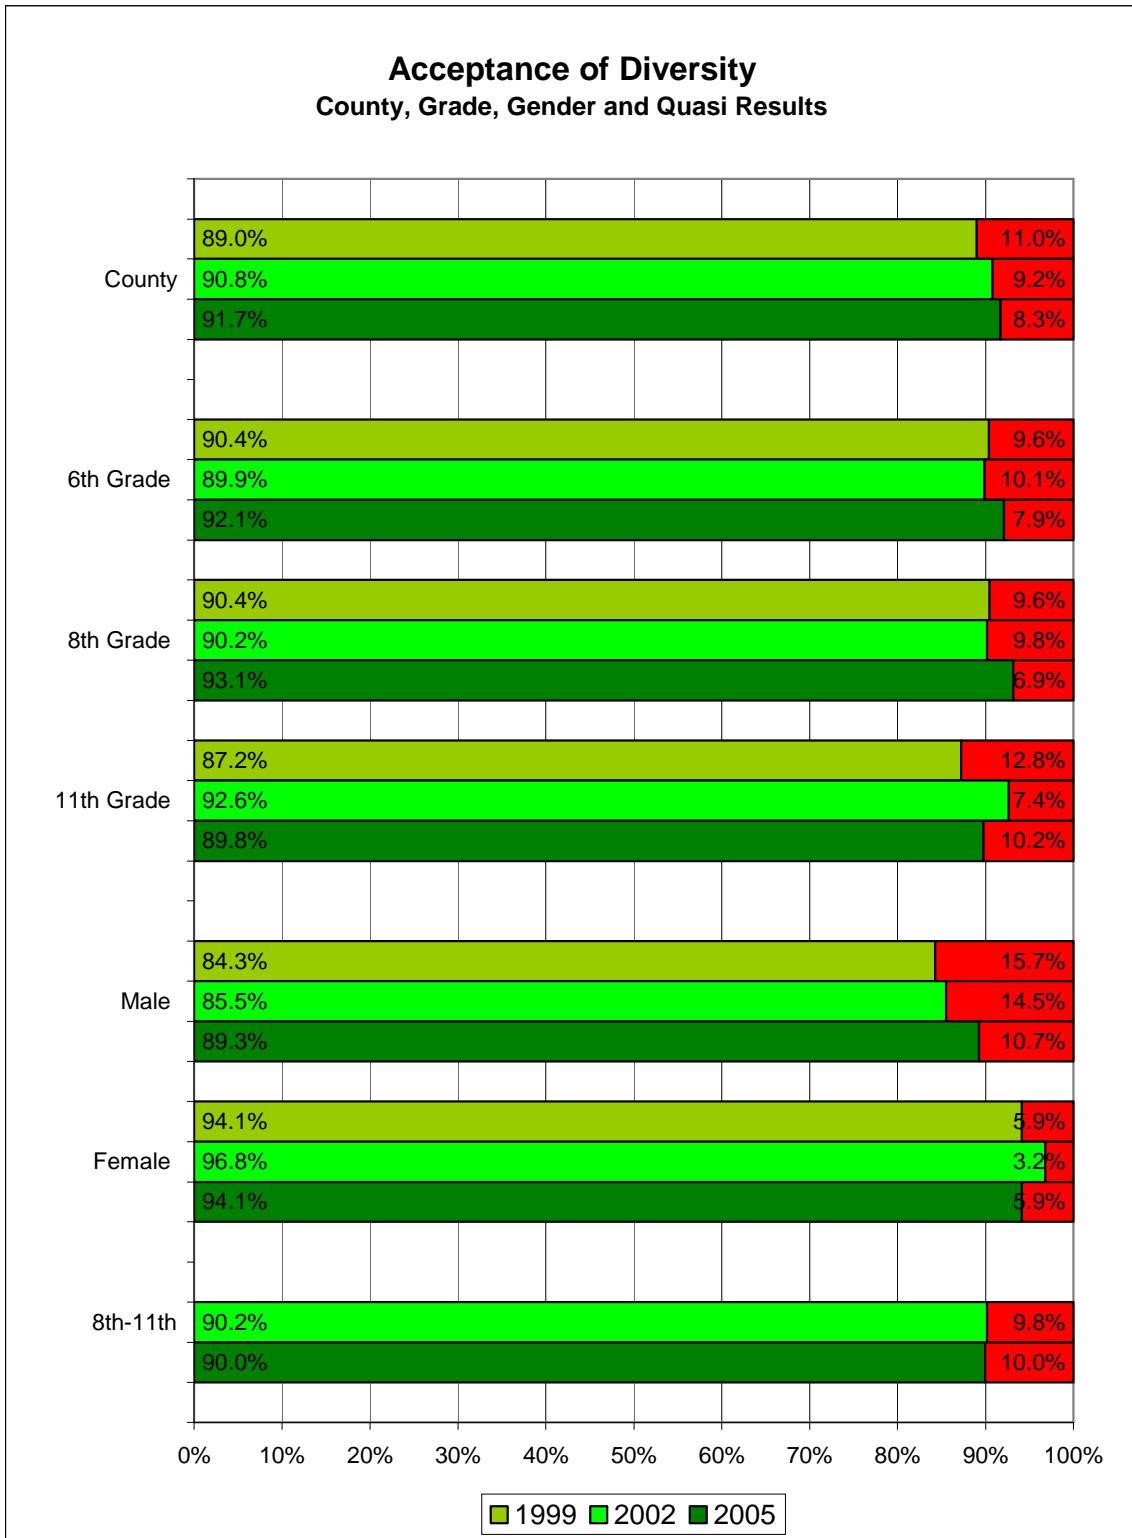 Acceptance of Diversity
County, Grade, Gender and Quasi Results
89.0% 11.0%
County 90.8% 9.2%
91.7% 8.3%
90.4% 9.6%
6th Grade 89.9% 10.1%
92.1% 7.9%
90.4% 9.6%
8th Grade 90.2% 9.8%
93.1% 6.9%
87.2% 12.8%
11th Grade 92.6% 7.4%
89.8% 10.2%
84.3% 15.7%
Male 85.5% 14.5%
89.3% 10.7%
94.1% 5.9%
Female 96.8% 3.2%
94.1% 5.9%
8th-11th 90.2% 9.8%
90.0% 10.0%
0% 10% 20% 30% 40% 50% 60% 70% 80% 90% 100%
1999 2002 2005